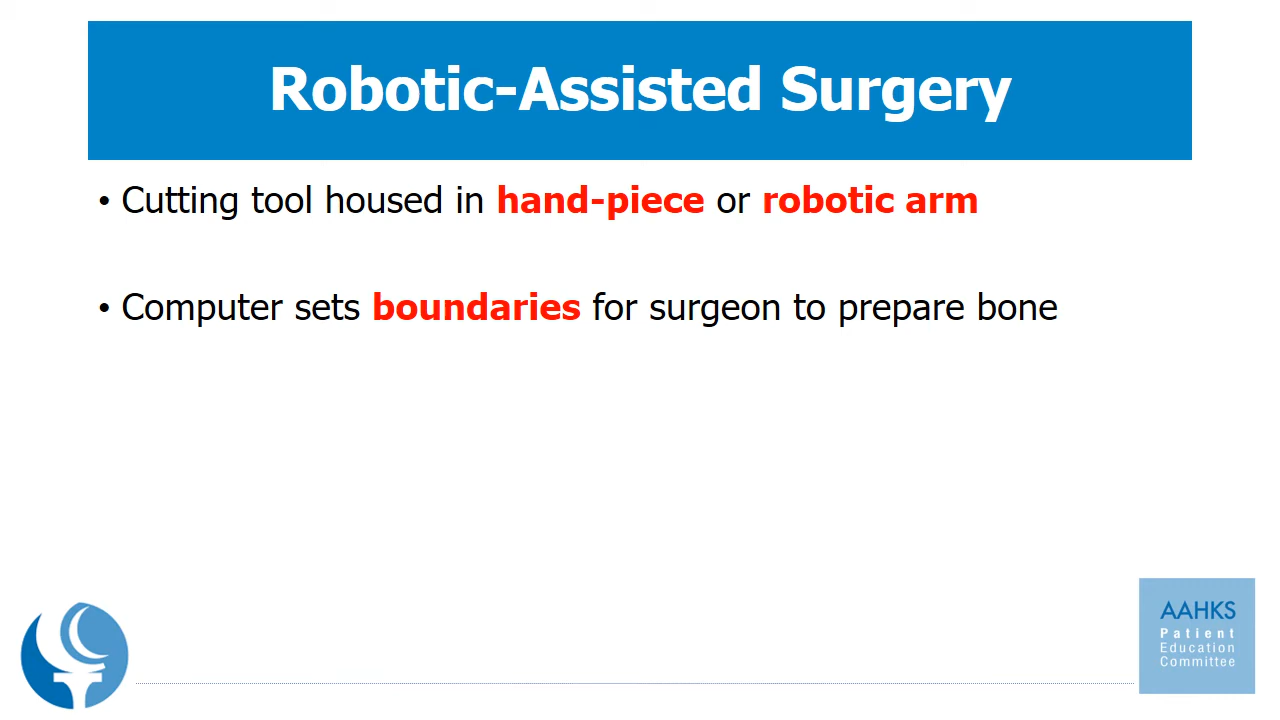 Robotic-Assisted Surgery
• Cutting tool housed in hand-piece or robotic arm
• Computer sets boundaries for surgeon to prepare bone
AAHKS
Patient
Education
Committee